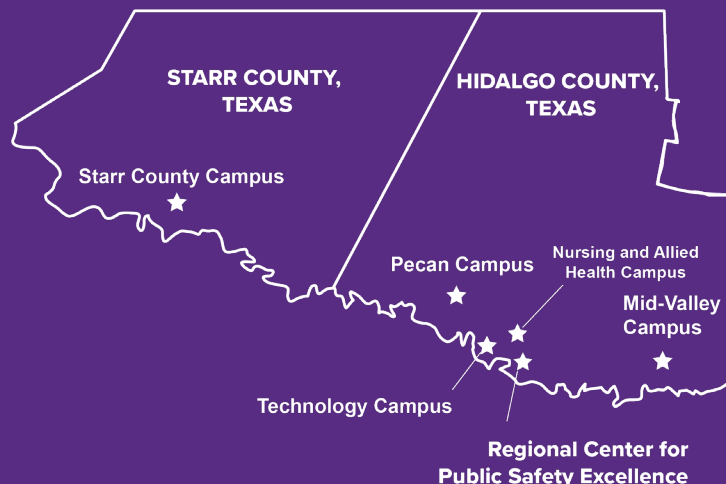 STARR COUNTY,
TEXAS
HIDALGO COUNTY,
TEXAS
Starr County Campus
Pecan Campus
Nursing and Allied
Health Campus
Mid-Valley
Campus
Technology Campus
Regional Center for
Public Safety Excellence